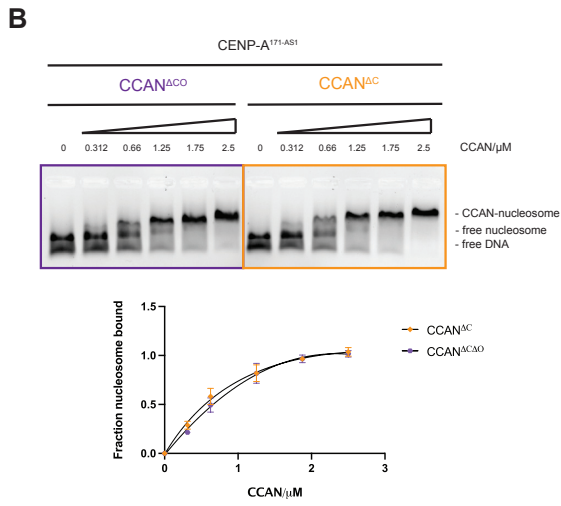 B
CENP-A171-AS1
CCANΔCO CCANΔC
0 0.312 0.66 1.25 1.75 2.5 0 0.312 0.66 1.25 1.75 2.5 CCAN/μM
- CCAN-nucleosome
- free nucleosome
- free DNA
1.5
1.0
0.5
0.0
0 1 2 3
Fraction nucleosome bound
CCAN/μM
CCANΔC
CCANΔCΔO